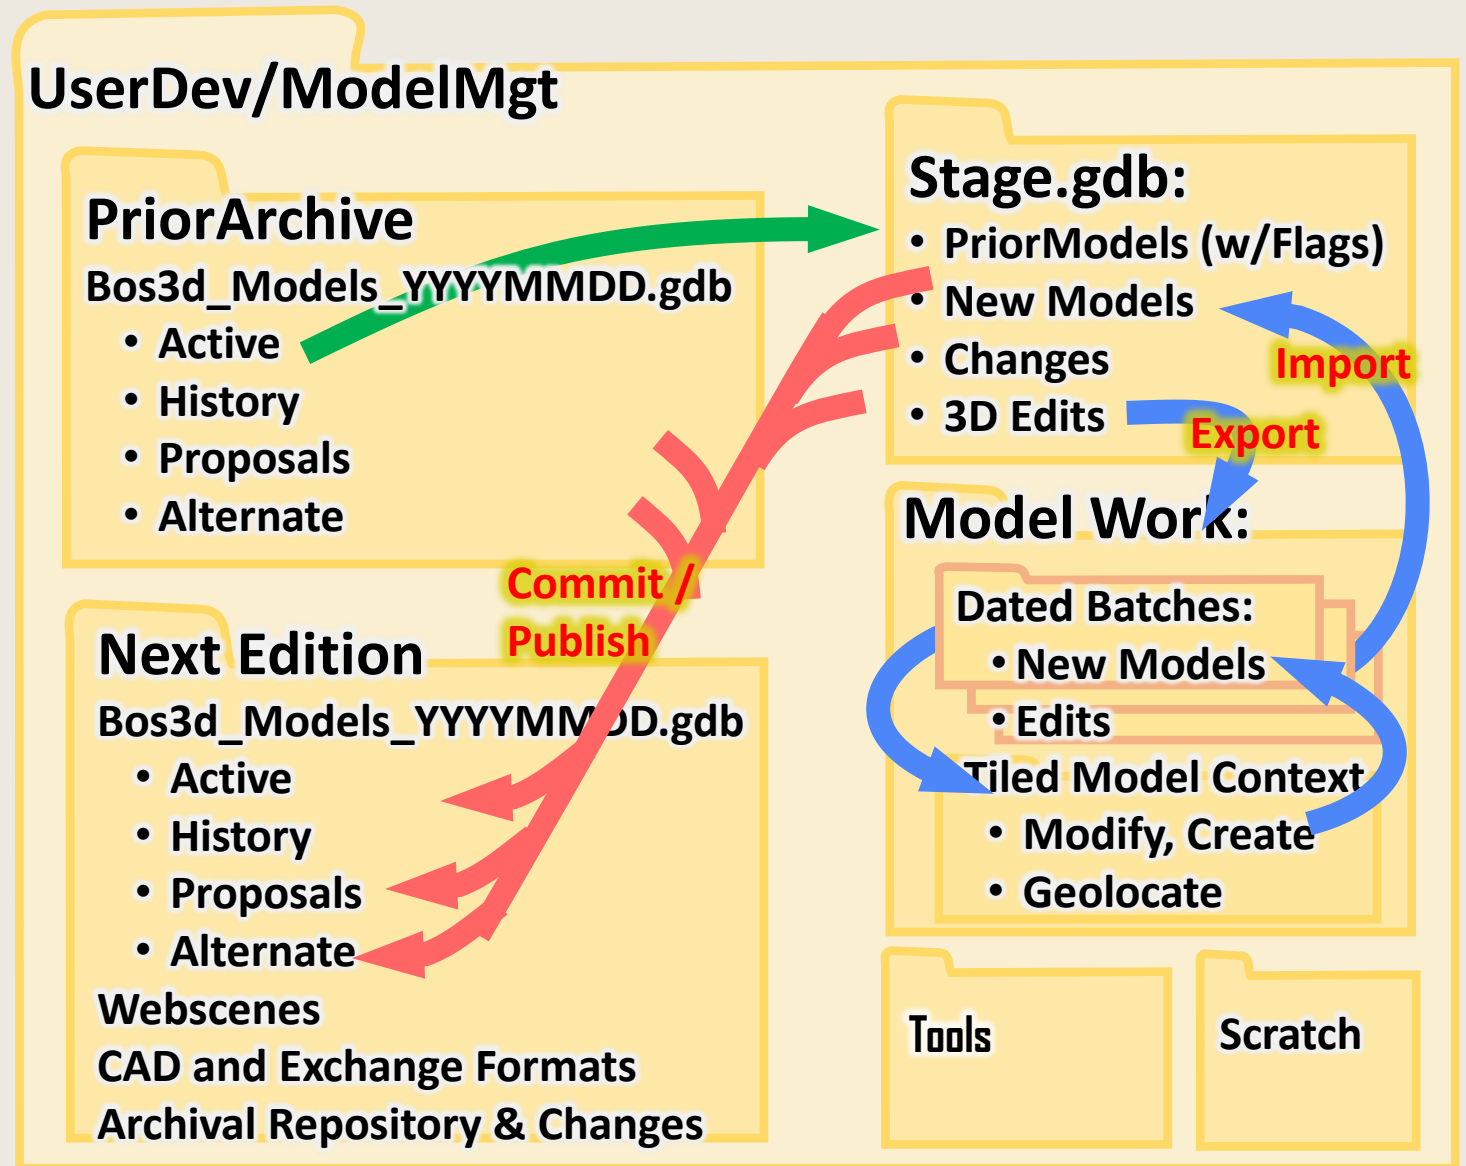 UserDev/ModelMgt
PriorArchive
Bos3d_Models_YYYYMMDD.gdb
• Active
• History
• Proposals
• Alternate
Next Edition
Bos3d_Models_YYYYMMDD.gdb
• Active
• History
• Proposals
• Alternate
Webscenes
CAD and Exchange Formats
Archival Repository & Changes
Commit /
Publish
Stage.gdb:
• PriorModels (w/Flags)
• New Models
• Changes
• 3D Edits
Import
Export
Model Work:
Dated Batches:
• New Models
• Edits
Tiled Model Context
• Modify, Create
• Geolocate
Tools
Scratch